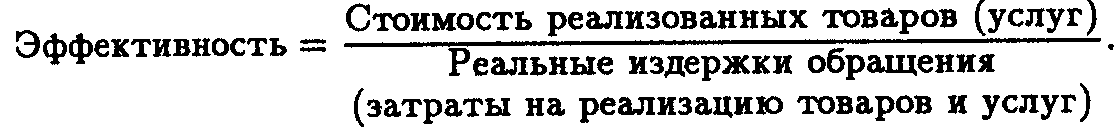 Стоимость реализованных товаров (услуг)
Эффективность = .
Реальные издержки обращения
(затраты на реализацию товаров и услуг)